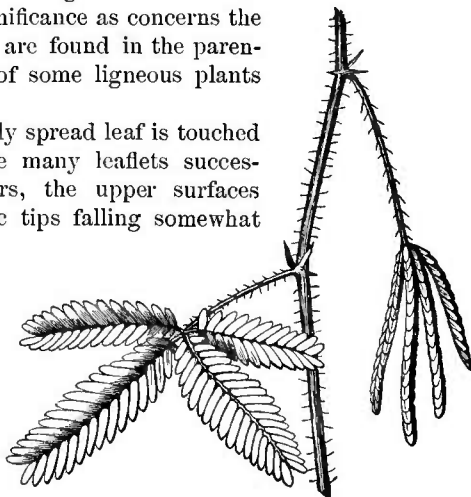 nificance as concerns the
are found in the paren-
of some ligneous plants
ly spread leaf is touched
e many leaflets succes-
rs, the upper surfaces
c tips falling somewhat